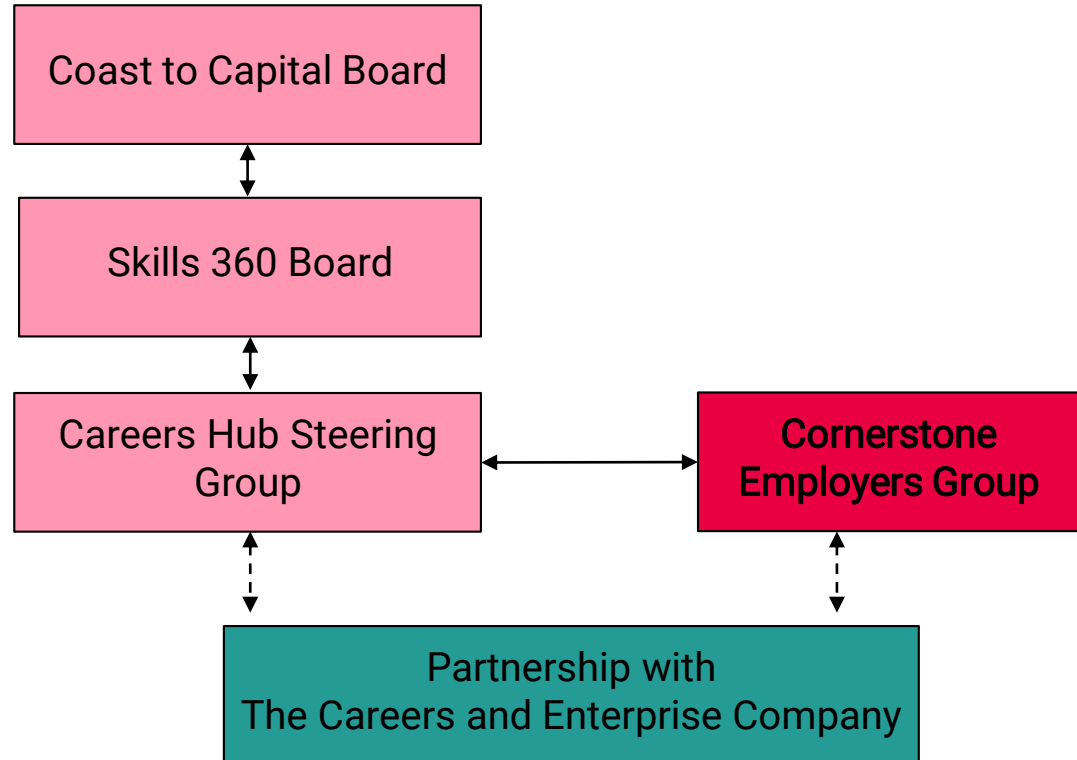 Coast to Capital Board
Skills 360 Board
Careers Hub Steering
Group
Cornerstone
Employers Group
Partnership with
The Careers and Enterprise Company